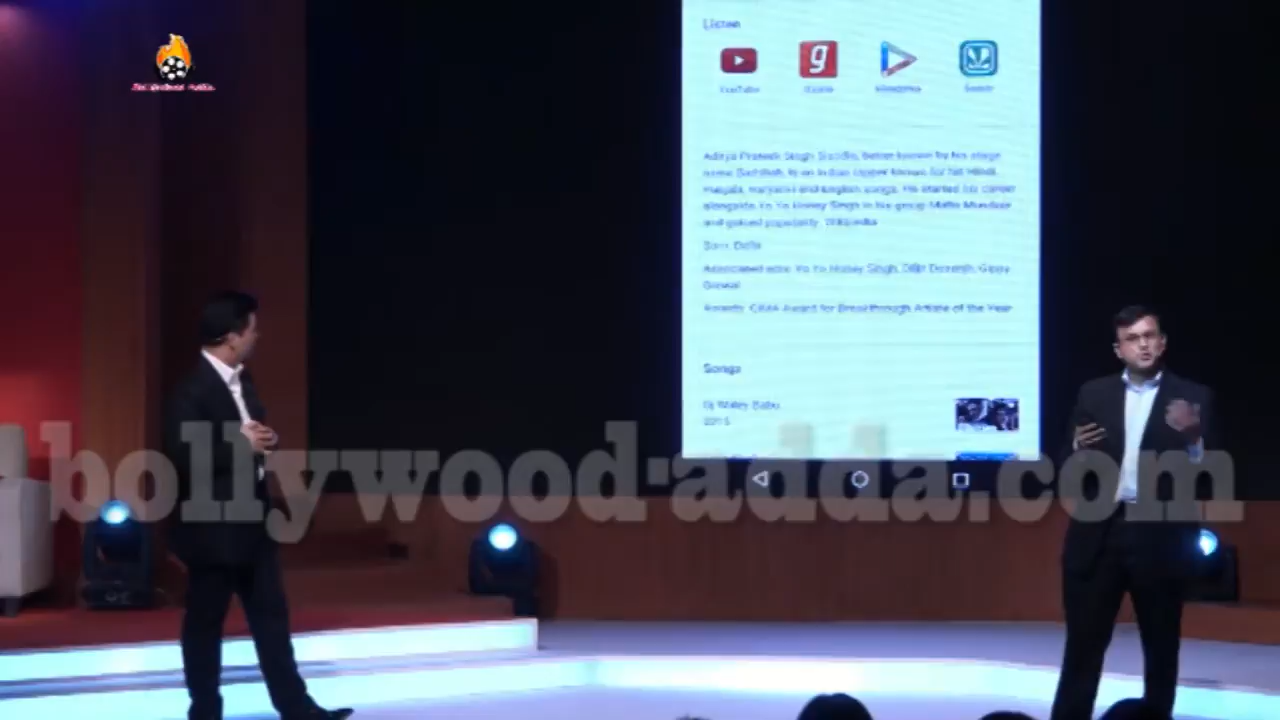 Listen
YouTube
Gaana
Wikipedia
Saavn
Aditya Prateek Singh Sisodia, better known by his stage
name Badshah, is an Indian rapper known for his Hindi,
Punjabi, Haryanvi and English songs. He started his career
alongside Yo Yo Honey Singh in his group Mafia Mundeer
and gained popularity. Wikipedia
Born: Delhi
Associated acts: Yo Yo Honey Singh, Diljit Dosanjh, Gippy
Grewal
Awards: GiMA Award for Breakthrough Artiste of the Year
Songs
Dj Waley Babu
2015
bollywood-adda.com